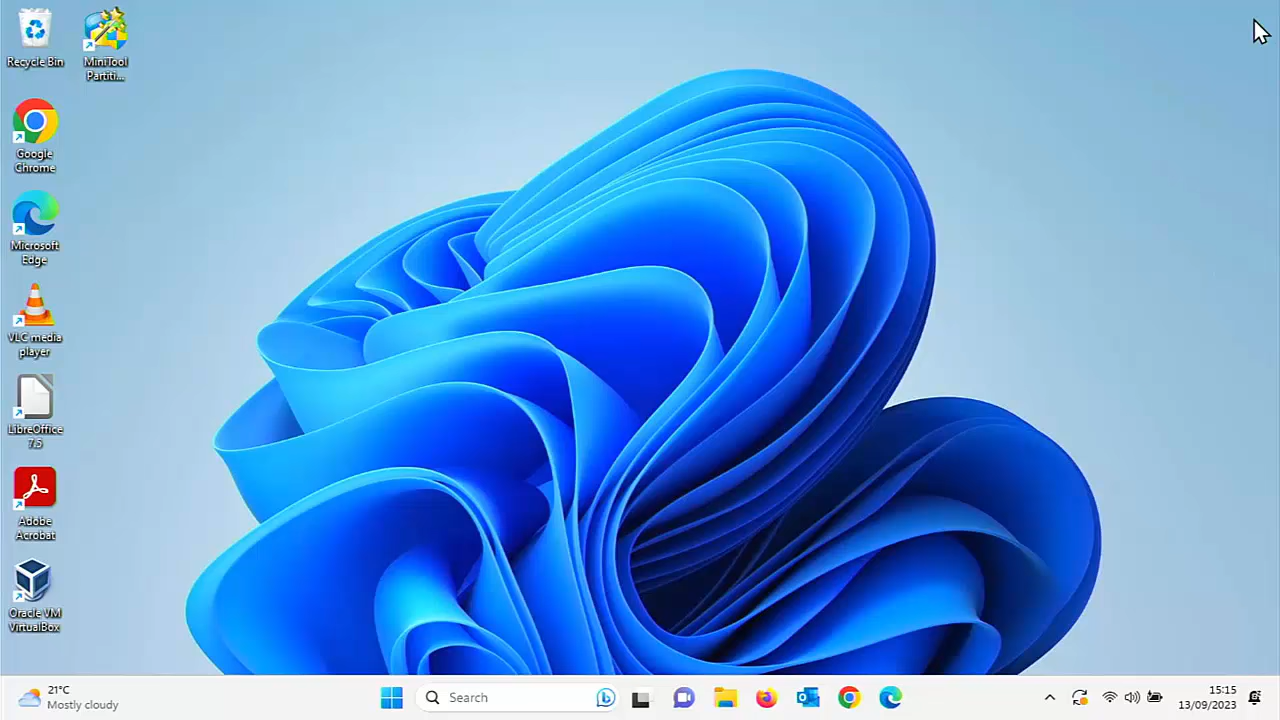 Recycle Bin
MiniTool
Partiti...
Google
Chrome
Microsoft
Edge
VLC media
player
LibreOffice
7.5
Adobe
Acrobat
Oracle VM
VirtualBox
21°C
Mostly cloudy
Search
15:15
13/09/2023